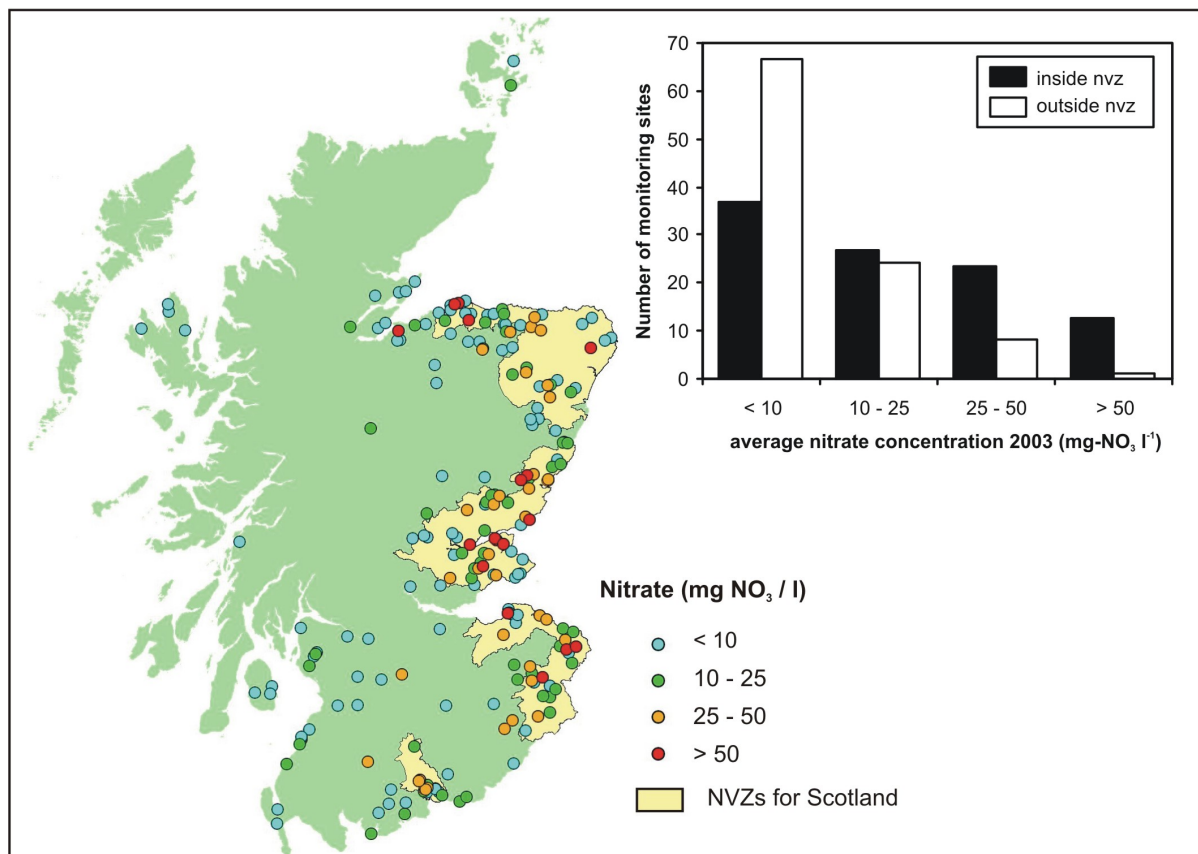 70
60
50
40
30
20
10
0
Number of monitoring sites
inside nvz
outside nvz
< 10
10 - 25
25 - 50
> 50
average nitrate concentration 2003 (mg-NO₃ l⁻¹)
Nitrate (mg NO₃ / l)
< 10
10 - 25
25 - 50
> 50
NVZs for Scotland